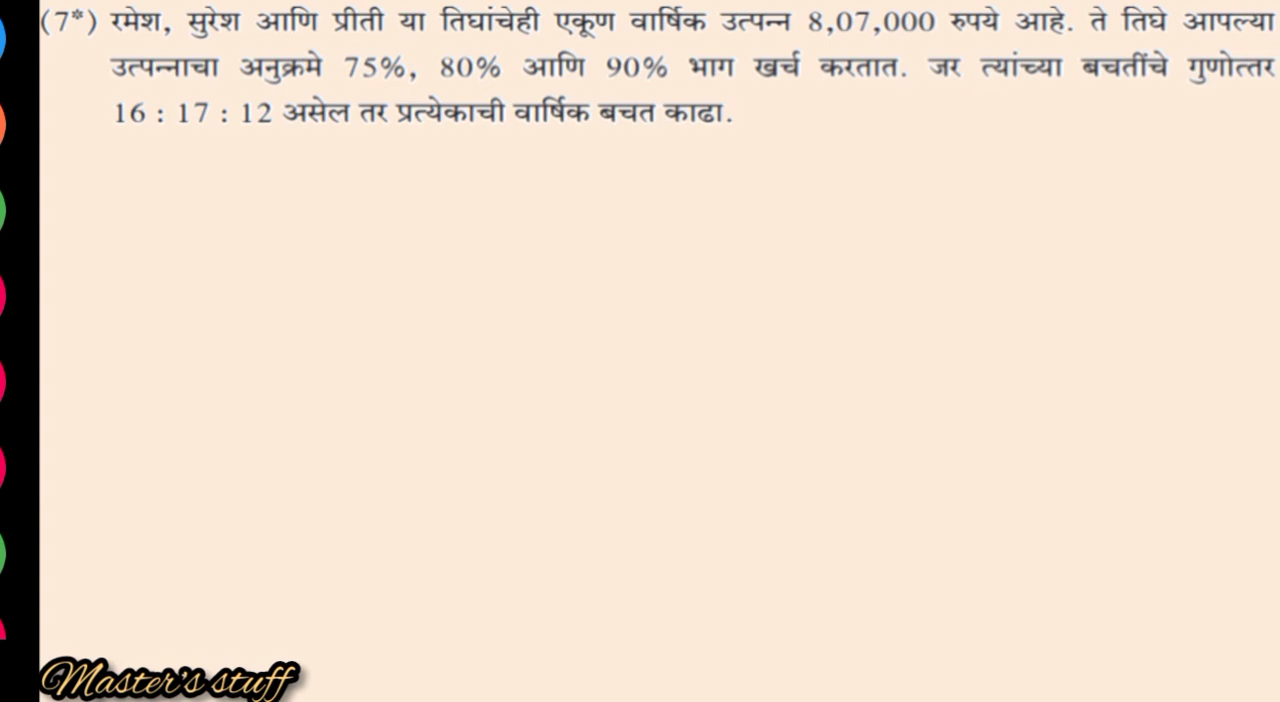 (7*) रमेश, सुरेश आणि प्रीती या तिघांचेही एकूण वार्षिक उत्पन्न 8,07,000 रुपये आहे. ते तिघे आपल्या
उत्पन्नाचा अनुक्रमे 75%, 80% आणि 90% भाग खर्च करतात. जर त्यांच्या बचतींचे गुणोत्तर
16 : 17 : 12 असेल तर प्रत्येकाची वार्षिक बचत काढा.
Master's stuff